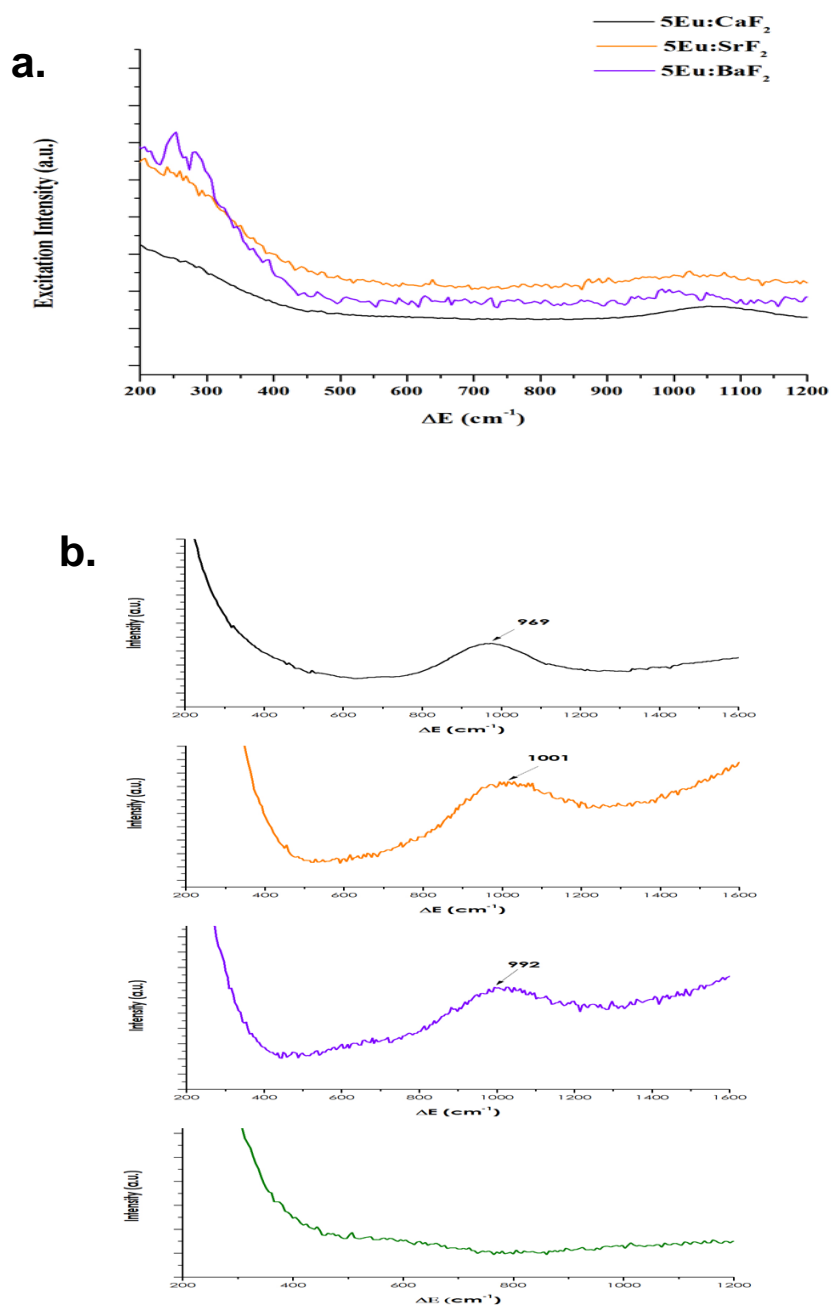 5Eu:CaF₂
5Eu:SrF₂
5Eu:BaF₂
a.
Excitation Intensity (a.u.)
200 300 400 500 600 700 800 900 1000 1100 1200
ΔE (cm⁻¹)
b.
969
Intensity (a.u.)
200 400 600 800 1000 1200 1400 1600
ΔE (cm⁻¹)
1001
Intensity (a.u.)
200 400 600 800 1000 1200 1400 1600
ΔE (cm⁻¹)
992
Intensity (a.u.)
200 400 600 800 1000 1200 1400 1600
ΔE (cm⁻¹)
Intensity (a.u.)
200 400 600 800 1000 1200
ΔE (cm⁻¹)